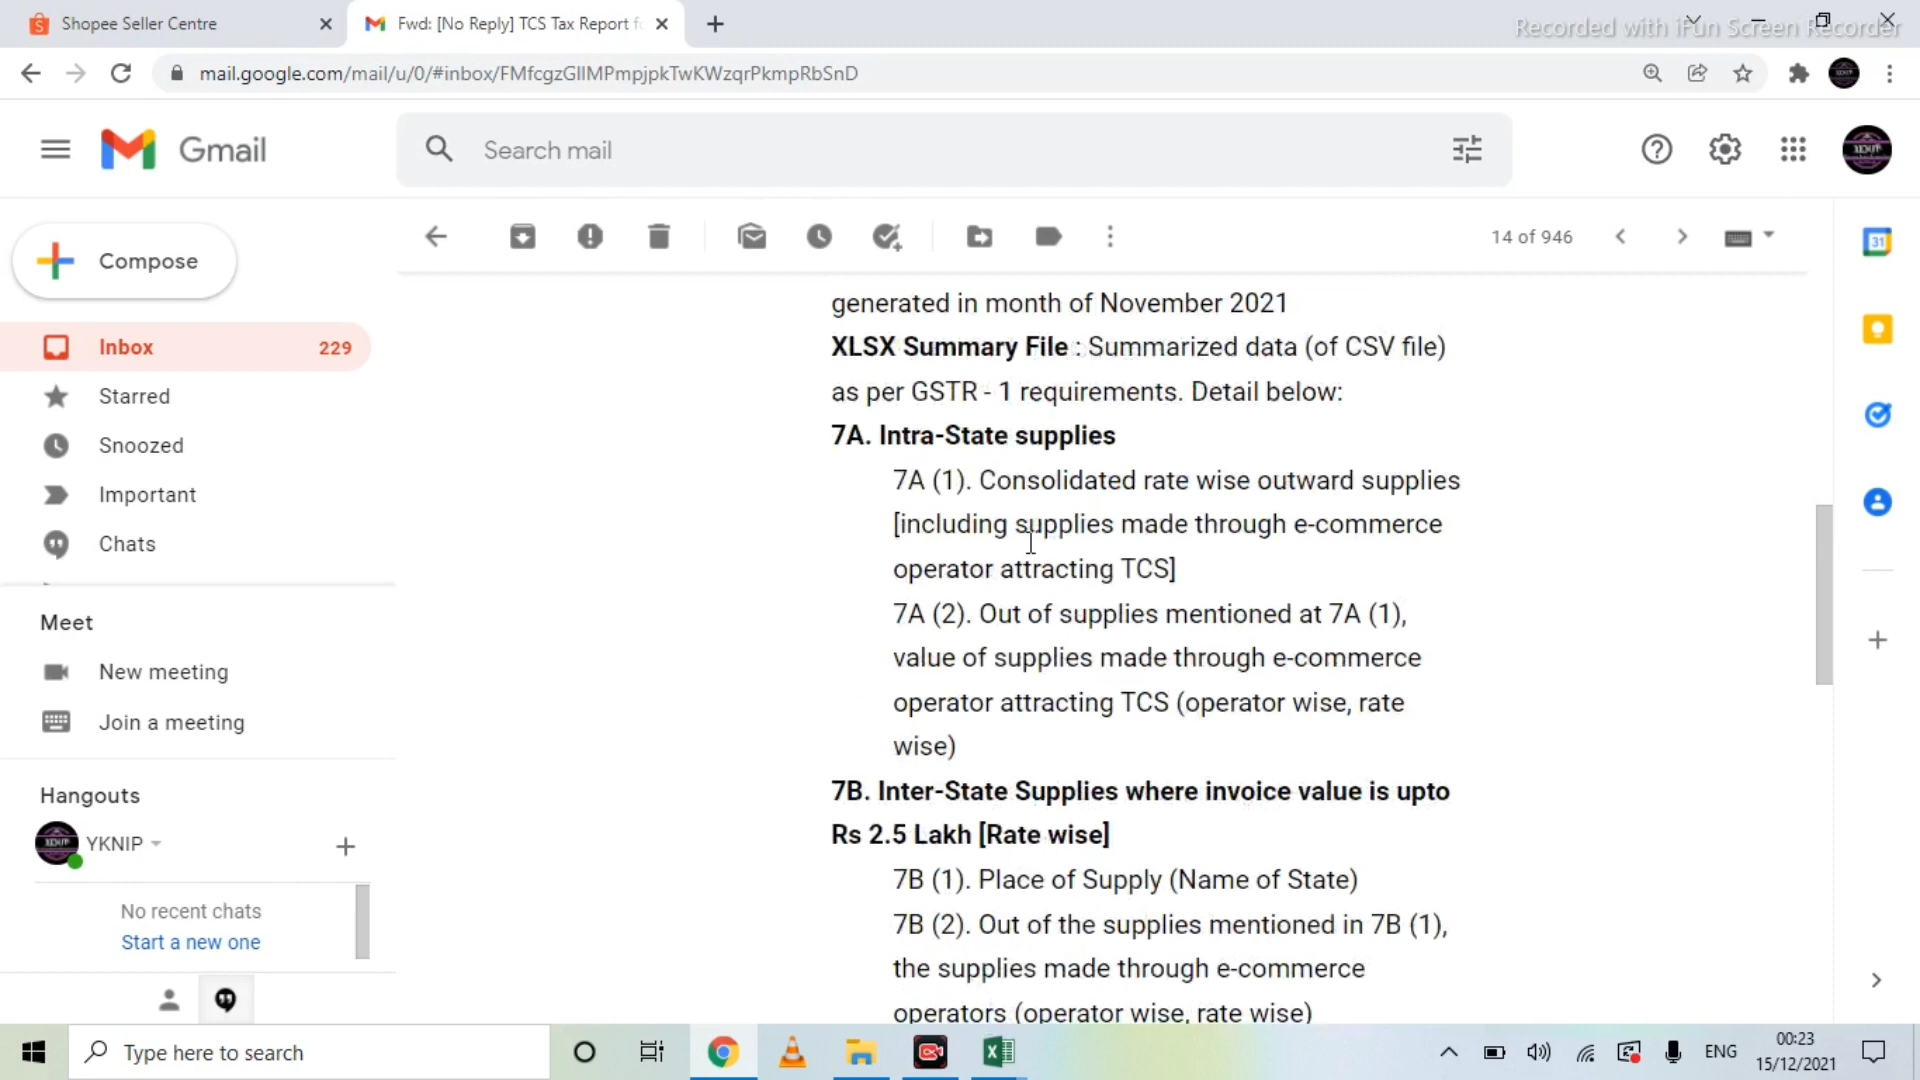 Shopee Seller Centre
Fwd: [No Reply] TCS Tax Report fo
Recorded with iFun Screen Recorder
mail.google.com/mail/u/0/#inbox/FMfcgzGllMPmpjpkTwKWzqrPkmpRbSnD
Gmail
Search mail
Compose
14 of 946
31
Inbox
229
Starred
Snoozed
Important
Chats
Meet
New meeting
Join a meeting
Hangouts
YKNIP
No recent chats
Start a new one
generated in month of November 2021
XLSX Summary File : Summarized data (of CSV file)
as per GSTR - 1 requirements. Detail below:
7A. Intra-State supplies
7A (1). Consolidated rate wise outward supplies
[including supplies made through e-commerce
operator attracting TCS]
7A (2). Out of supplies mentioned at 7A (1),
value of supplies made through e-commerce
operator attracting TCS (operator wise, rate
wise)
7B. Inter-State Supplies where invoice value is upto
Rs 2.5 Lakh [Rate wise]
7B (1). Place of Supply (Name of State)
7B (2). Out of the supplies mentioned in 7B (1),
the supplies made through e-commerce
operators (operator wise, rate wise)
Type here to search
ENG
00:23
15/12/2021